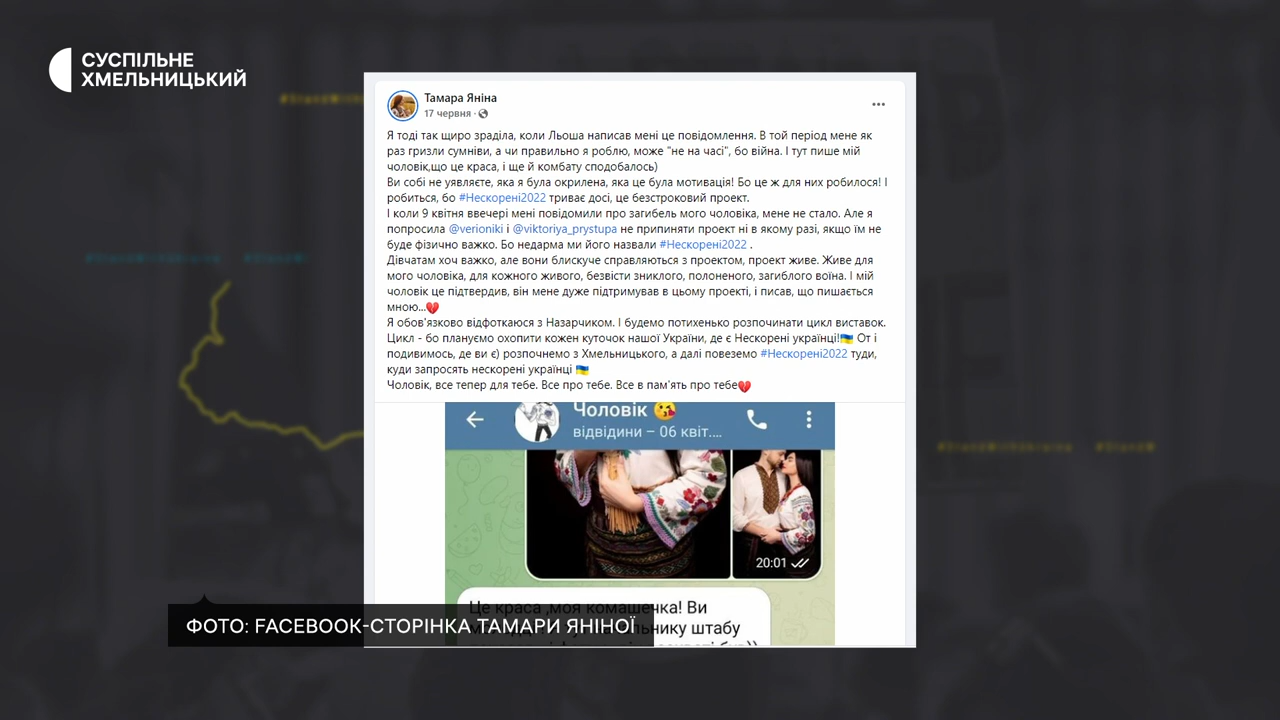 СУСПІЛЬНЕ
ХМЕЛЬНИЦЬКИЙ
Тамара Яніна
17 червня ·
Я тоді так щиро зраділа, коли Льоша написав мені це повідомлення. В той період мене як
раз гризли сумніви, а чи правильно я роблю, може "не на часі", бо війна. І тут пише мій
чоловік,що це краса, і ще й комбату сподобалось)
Ви собі не уявляєте, яка я була окрилена, яка це була мотивація! Бо це ж для них робилося! І
робиться, бо #Нескорені2022 триває досі, це безстроковий проект.
І коли 9 квітня ввечері мені повідомили про загибель мого чоловіка, мене не стало. Але я
попросила @verioniki і @viktoriya_prystupa не припиняти проект ні в якому разі, якщо їм не
буде фізично важко. Бо недарма ми його назвали #Нескорені2022 .
Дівчатам хоч важко, але вони блискуче справляються з проектом, проект живе. Живе для
мого чоловіка, для кожного живого, безвісти зниклого, полоненого, загиблого воїна. І мій
чоловік це підтвердив, він мене дуже підтримував в цьому проекті, і писав, що пишається
мною...💔
Я обов'язково відфоткаюся з Назарчиком. І будемо потихенько розпочинати цикл виставок.
Цикл - бо плануємо охопити кожен куточок нашої України, де є Нескорені українці!🇺🇦 От і
подивимось, де ви є) розпочнемо з Хмельницького, а далі повеземо #Нескорені2022 туди,
куди запросять нескорені українці 🇺🇦
Чоловік, все тепер для тебе. Все про тебе. Все в пам'ять про тебе💔
Чоловік 😘
відвідини – 06 квіт....
20:01
Це краса ,моя комашечка! Ви
льнику штабу
ФОТО: FACEBOOK-СТОРІНКА ТАМАРИ ЯНІНОЇ